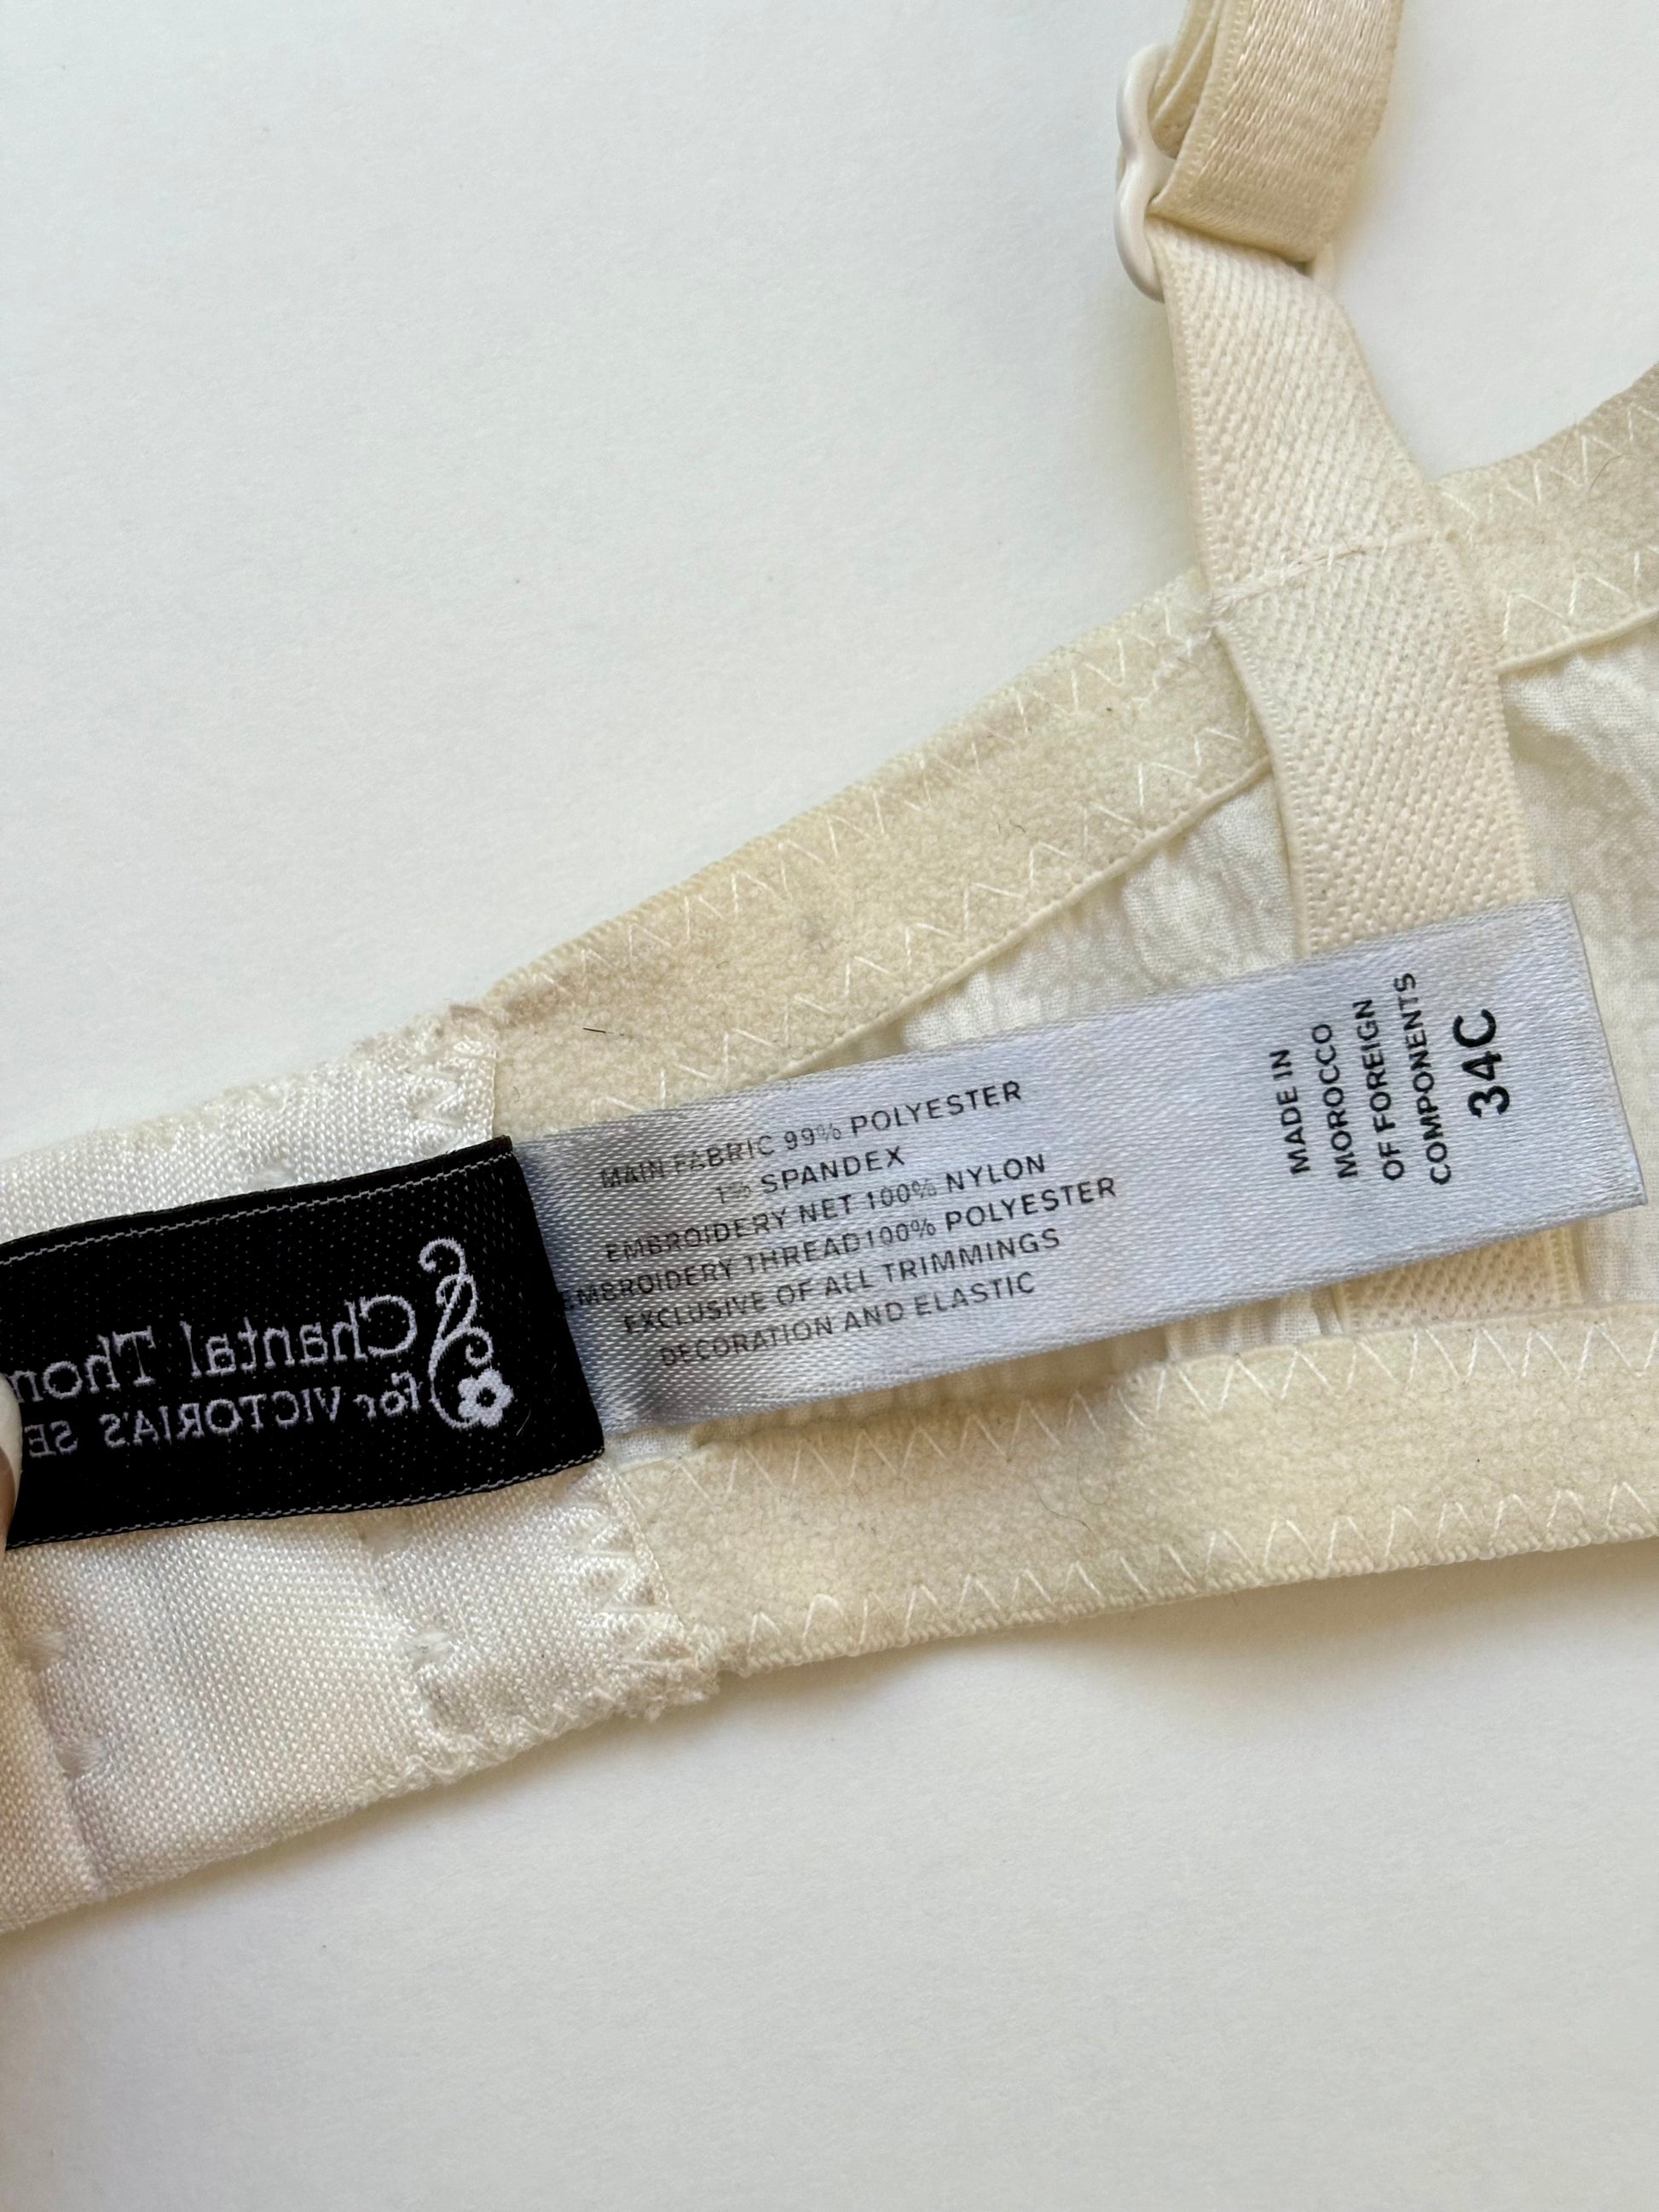 Chantal Thom
for VICTORIA'S SE
MAIN FABRIC 99% POLYESTER
1% SPANDEX
EMBROIDERY NET 100% NYLON
EMBROIDERY THREAD100% POLYESTER
EXCLUSIVE OF ALL TRIMMINGS
DECORATION AND ELASTIC
MADE IN
MOROCCO
OF FOREIGN
COMPONENTS
34C